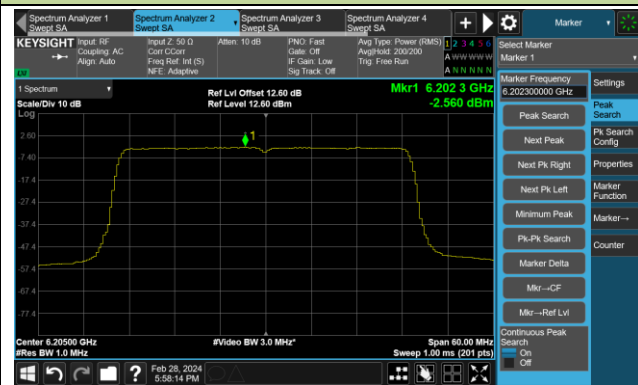 Spectrum Analyzer 1
Swept SA
Spectrum Analyzer 2
Swept SA
Spectrum Analyzer 3
Swept SA
Spectrum Analyzer 4
Swept SA
+
Marker
KEYSIGHT
Input: RF
Coupling: AC
Align: Auto
Input Z: 50 Ω
Corr CCorr
Freq Ref: Int (S)
NFE: Adaptive
Atten: 10 dB
PNO: Fast
Gate: Off
IF Gain: Low
Sig Track: Off
Avg Type: Power (RMS)
Avg|Hold: 200/200
Trig: Free Run
1 2 3 4 5 6
A W W W W W
A N N N N N
LXI
Select Marker
Marker 1
1 Spectrum
Scale/Div 10 dB
Log
Ref Lvl Offset 12.60 dB
Ref Level 12.60 dBm
Mkr1 6.202 3 GHz
-2.560 dBm
1
2.60
-7.40
-17.4
-27.4
-37.4
-47.4
-57.4
-67.4
-77.4
Center 6.20500 GHz
#Res BW 1.0 MHz
#Video BW 3.0 MHz*
Span 60.00 MHz
Sweep 1.00 ms (201 pts)
Marker Frequency
6.202300000 GHz
Peak Search
Next Peak
Next Pk Right
Next Pk Left
Minimum Peak
Pk-Pk Search
Marker Delta
Mkr→CF
Mkr→Ref Lvl
Continuous Peak
Search
On
Off
Settings
Peak
Search
Pk Search
Config
Properties
Marker
Function
Marker→
Counter
?
Feb 28, 2024
5:58:14 PM